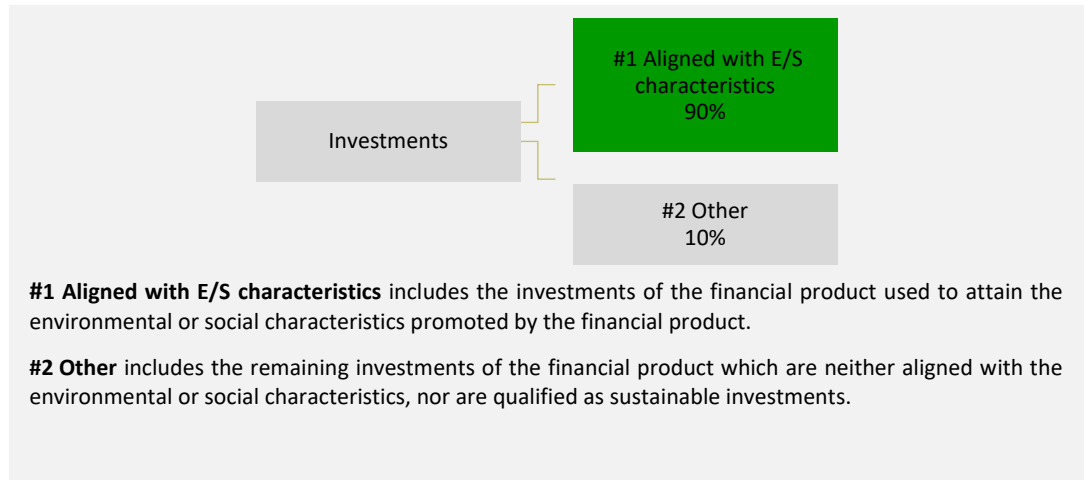 #1 Aligned with E/S
characteristics
90%
Investments
#2 Other
10%
#1 Aligned with E/S characteristics includes the investments of the financial product used to attain the
environmental or social characteristics promoted by the financial product.
#2 Other includes the remaining investments of the financial product which are neither aligned with the
environmental or social characteristics, nor are qualified as sustainable investments.